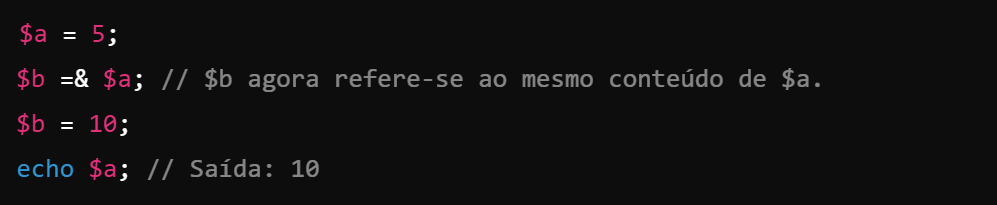 $a = 5;
$b =& $a; // $b agora refere-se ao mesmo conteúdo de $a.
$b = 10;
echo $a; // Saída: 10